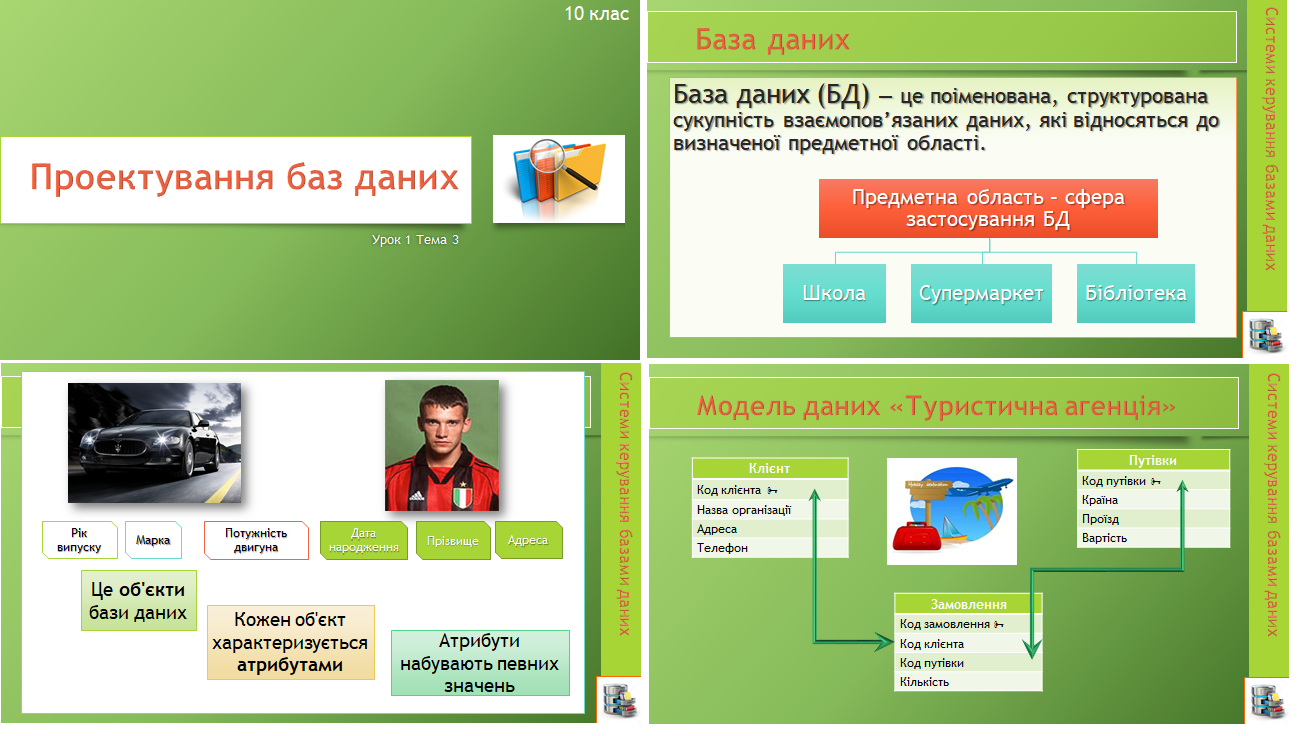 10 клас
Проектування баз даних
Урок 1 Тема 3
База даних
База даних (БД) — це поіменована, структурована
сукупність взаємопов’язаних даних, які відносяться до
визначеної предметної області.
Предметна область – сфера
застосування БД
Школа
Супермаркет
Бібліотека
Системи керування базами даних
Рік
випуску
Марка
Потужність
двигуна
Дата
народження
Прізвище
Адреса
Це об'єкти
бази даних
Кожен об'єкт
характеризується
атрибутами
Атрибути
набувають певних
значень
Системи керування базами даних
Модель даних «Туристична агенція»
Клієнт
Код клієнта
Назва організації
Адреса
Телефон
Путівки
Код путівки
Країна
Проїзд
Вартість
Замовлення
Код замовлення
Код клієнта
Код путівки
Кількість
Системи керування базами даних